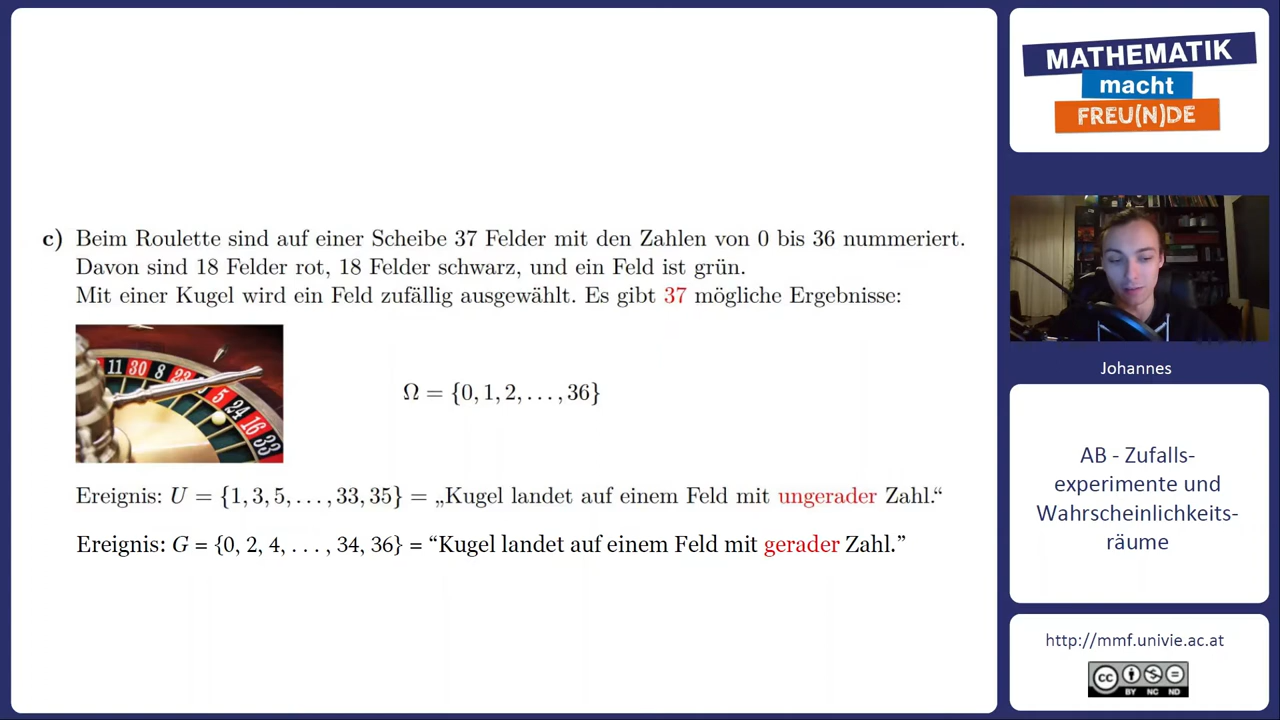 c) Beim Roulette sind auf einer Scheibe 37 Felder mit den Zahlen von 0 bis 36 nummeriert.
Davon sind 18 Felder rot, 18 Felder schwarz, und ein Feld ist grün.
Mit einer Kugel wird ein Feld zufällig ausgewählt. Es gibt 37 mögliche Ergebnisse:
11 30 8
5 24 16 33
Ω = {0, 1, 2, . . . , 36}
Ereignis: U = {1, 3, 5, . . . , 33, 35} = „Kugel landet auf einem Feld mit ungerader Zahl.“
Ereignis: G = {0, 2, 4, . . . , 34, 36} = “Kugel landet auf einem Feld mit gerader Zahl.”
MATHEMATIK
macht
FREU(N)DE
Johannes
AB - Zufalls-
experimente und
Wahrscheinlichkeits-
räume
http://mmf.univie.ac.at
cc
BY NC ND